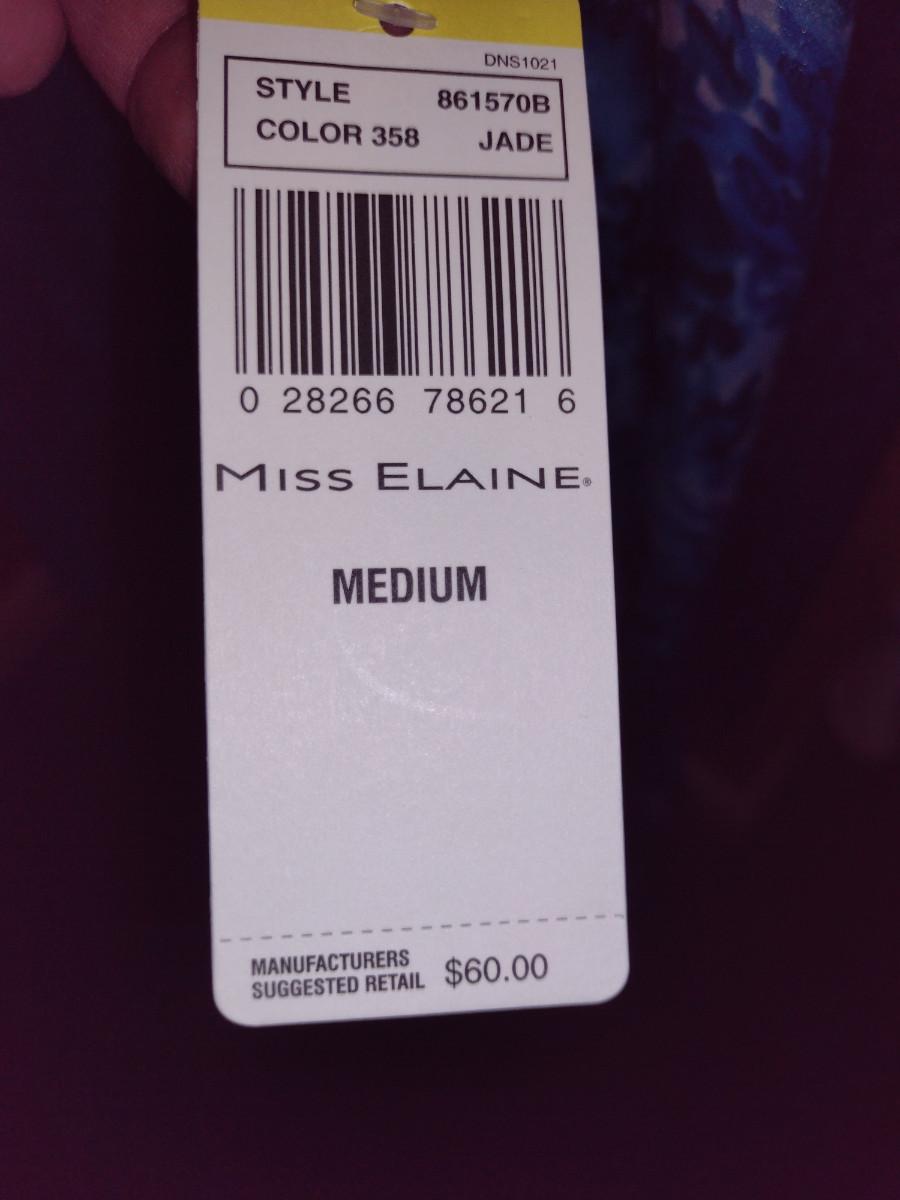 DNS1021
STYLE 861570B
COLOR 358 JADE
0 28266 78621 6
MISS ELAINE®
MEDIUM
MANUFACTURERS
SUGGESTED RETAIL $60.00